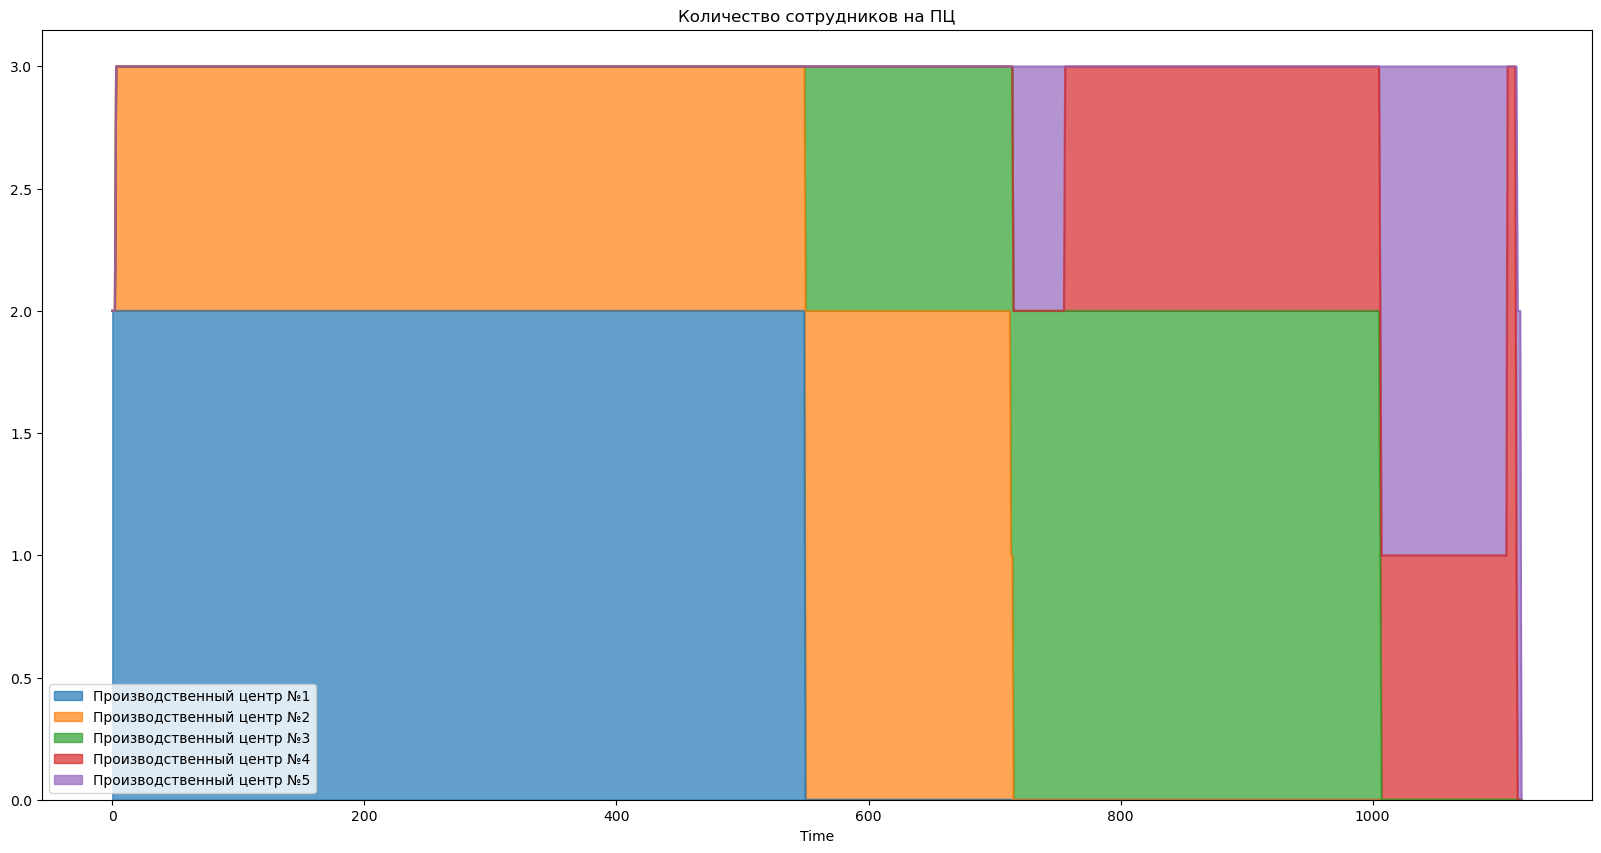 Количество сотрудников на ПЦ
3.0
2.5
2.0
1.5
1.0
0.5
0.0
Производственный центр №1
Производственный центр №2
Производственный центр №3
Производственный центр №4
Производственный центр №5
0 200 400 600 800 1000
Time